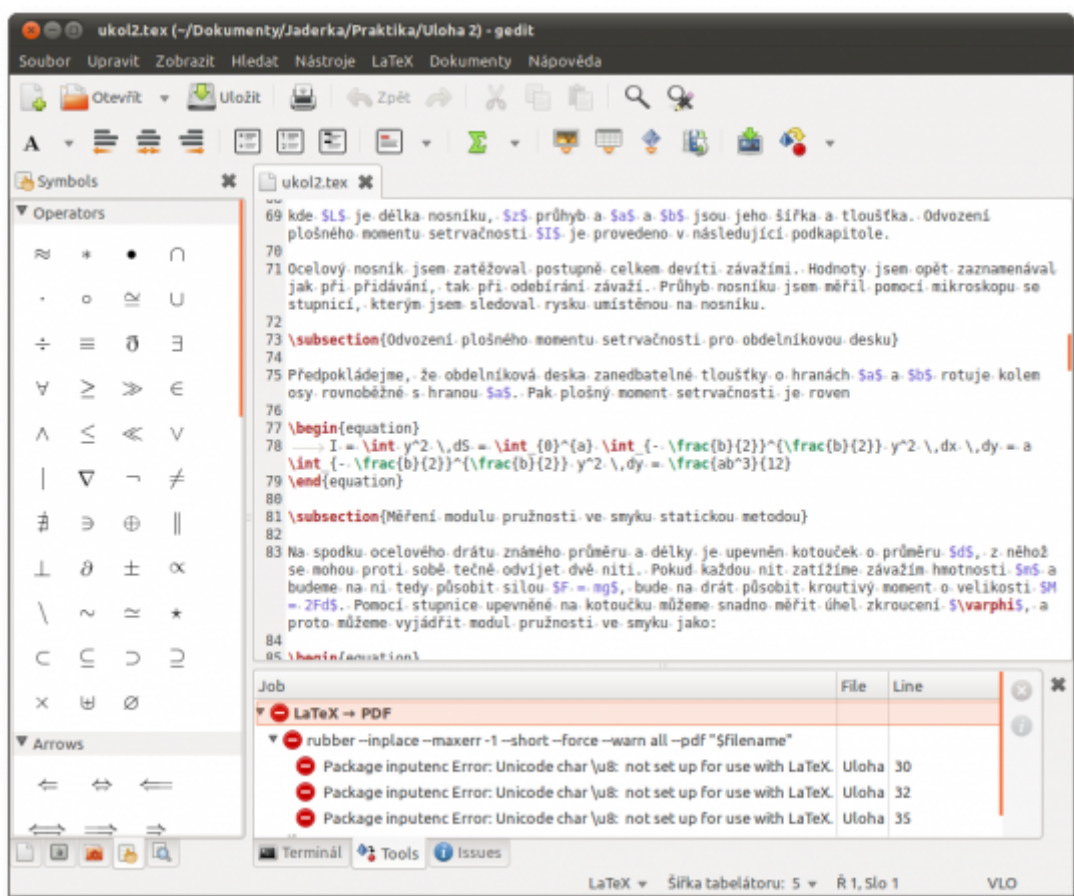 ukol2.tex (~/Dokumenty/Jaderka/Praktika/Uloha 2) - gedit
Soubor Upravit Zobrazit Hledat Nástroje LaTeX Dokumenty Nápověda
Otevřít Uložit Zpět
Symbols
ukol2.tex
Operators
≈ * • ∩
· ∘ ≅ ∪
÷ ≡ ð ∃
∀ ≥ ≫ ∈
∧ ≤ ≪ ∨
| ∇ ¬ ≠
∄ ∋ ⊕ ∥
⊥ ∂ ± ∝
\ ∼ ≃ ⋆
⊂ ⊆ ⊃ ⊇
× ⊎ ∅
Arrows
⇐ ⇔ ⟸
⟺ ⟹ ⇒
69 kde $L$ je délka nosníku, $z$ průhyb a $a$ a $b$ jsou jeho šířka a tloušťka. Odvození
plošného momentu setrvačnosti $I$ je provedeno v následující podkapitole.
70
71 Ocelový nosník jsem zatěžoval postupně celkem devíti závažími. Hodnoty jsem opět zaznamenával
jak při přidávání, tak při odebírání závaží. Průhyb nosníku jsem měřil pomocí mikroskopu se
stupnicí, kterým jsem sledoval rysku umístěnou na nosníku.
72
73 \subsection{Odvození plošného momentu setrvačnosti pro obdelníkovou desku}
74
75 Předpokládejme, že obdelníková deska zanedbatelné tloušťky o hranách $a$ a $b$ rotuje kolem
osy rovnoběžné s hranou $a$. Pak plošný moment setrvačnosti je roven
76
77 \begin{equation}
78 I = \int y^2 \,dS = \int_{0}^{a} \int_{- \frac{b}{2}}^{\frac{b}{2}} y^2 \,dx \,dy = a
\int_{- \frac{b}{2}}^{\frac{b}{2}} y^2 \,dy = \frac{ab^3}{12}
79 \end{equation}
80
81 \subsection{Měření modulu pružnosti ve smyku statickou metodou}
82
83 Na spodku ocelového drátu známého průměru a délky je upevněn kotouček o průměru $d$, z něhož
se mohou proti sobě tečně odvíjet dvě niti. Pokud každou nit zatížíme závažím hmotnosti $m$ a
budeme na ni tedy působit silou $F = mg$, bude na drát působit kroutivý moment o velikosti $M
= 2Fd$. Pomocí stupnice upevněné na kotoučku můžeme snadno měřit úhel zkroucení $\varphi$, a
proto můžeme vyjádřit modul pružnosti ve smyku jako:
84
85 \begin{equation}
Job File Line
LaTeX → PDF
rubber --inplace --maxerr -1 --short --force --warn all --pdf "$filename"
Package inputenc Error: Unicode char \u8: not set up for use with LaTeX. Uloha 30
Package inputenc Error: Unicode char \u8: not set up for use with LaTeX. Uloha 32
Package inputenc Error: Unicode char \u8: not set up for use with LaTeX. Uloha 35
Terminál Tools Issues
LaTeX Šířka tabelátoru: 5 Ř 1, Slo 1 VLO